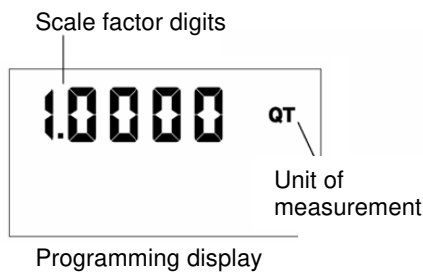 Scale factor digits
1.0000 QT
Unit of
measurement
Programming display